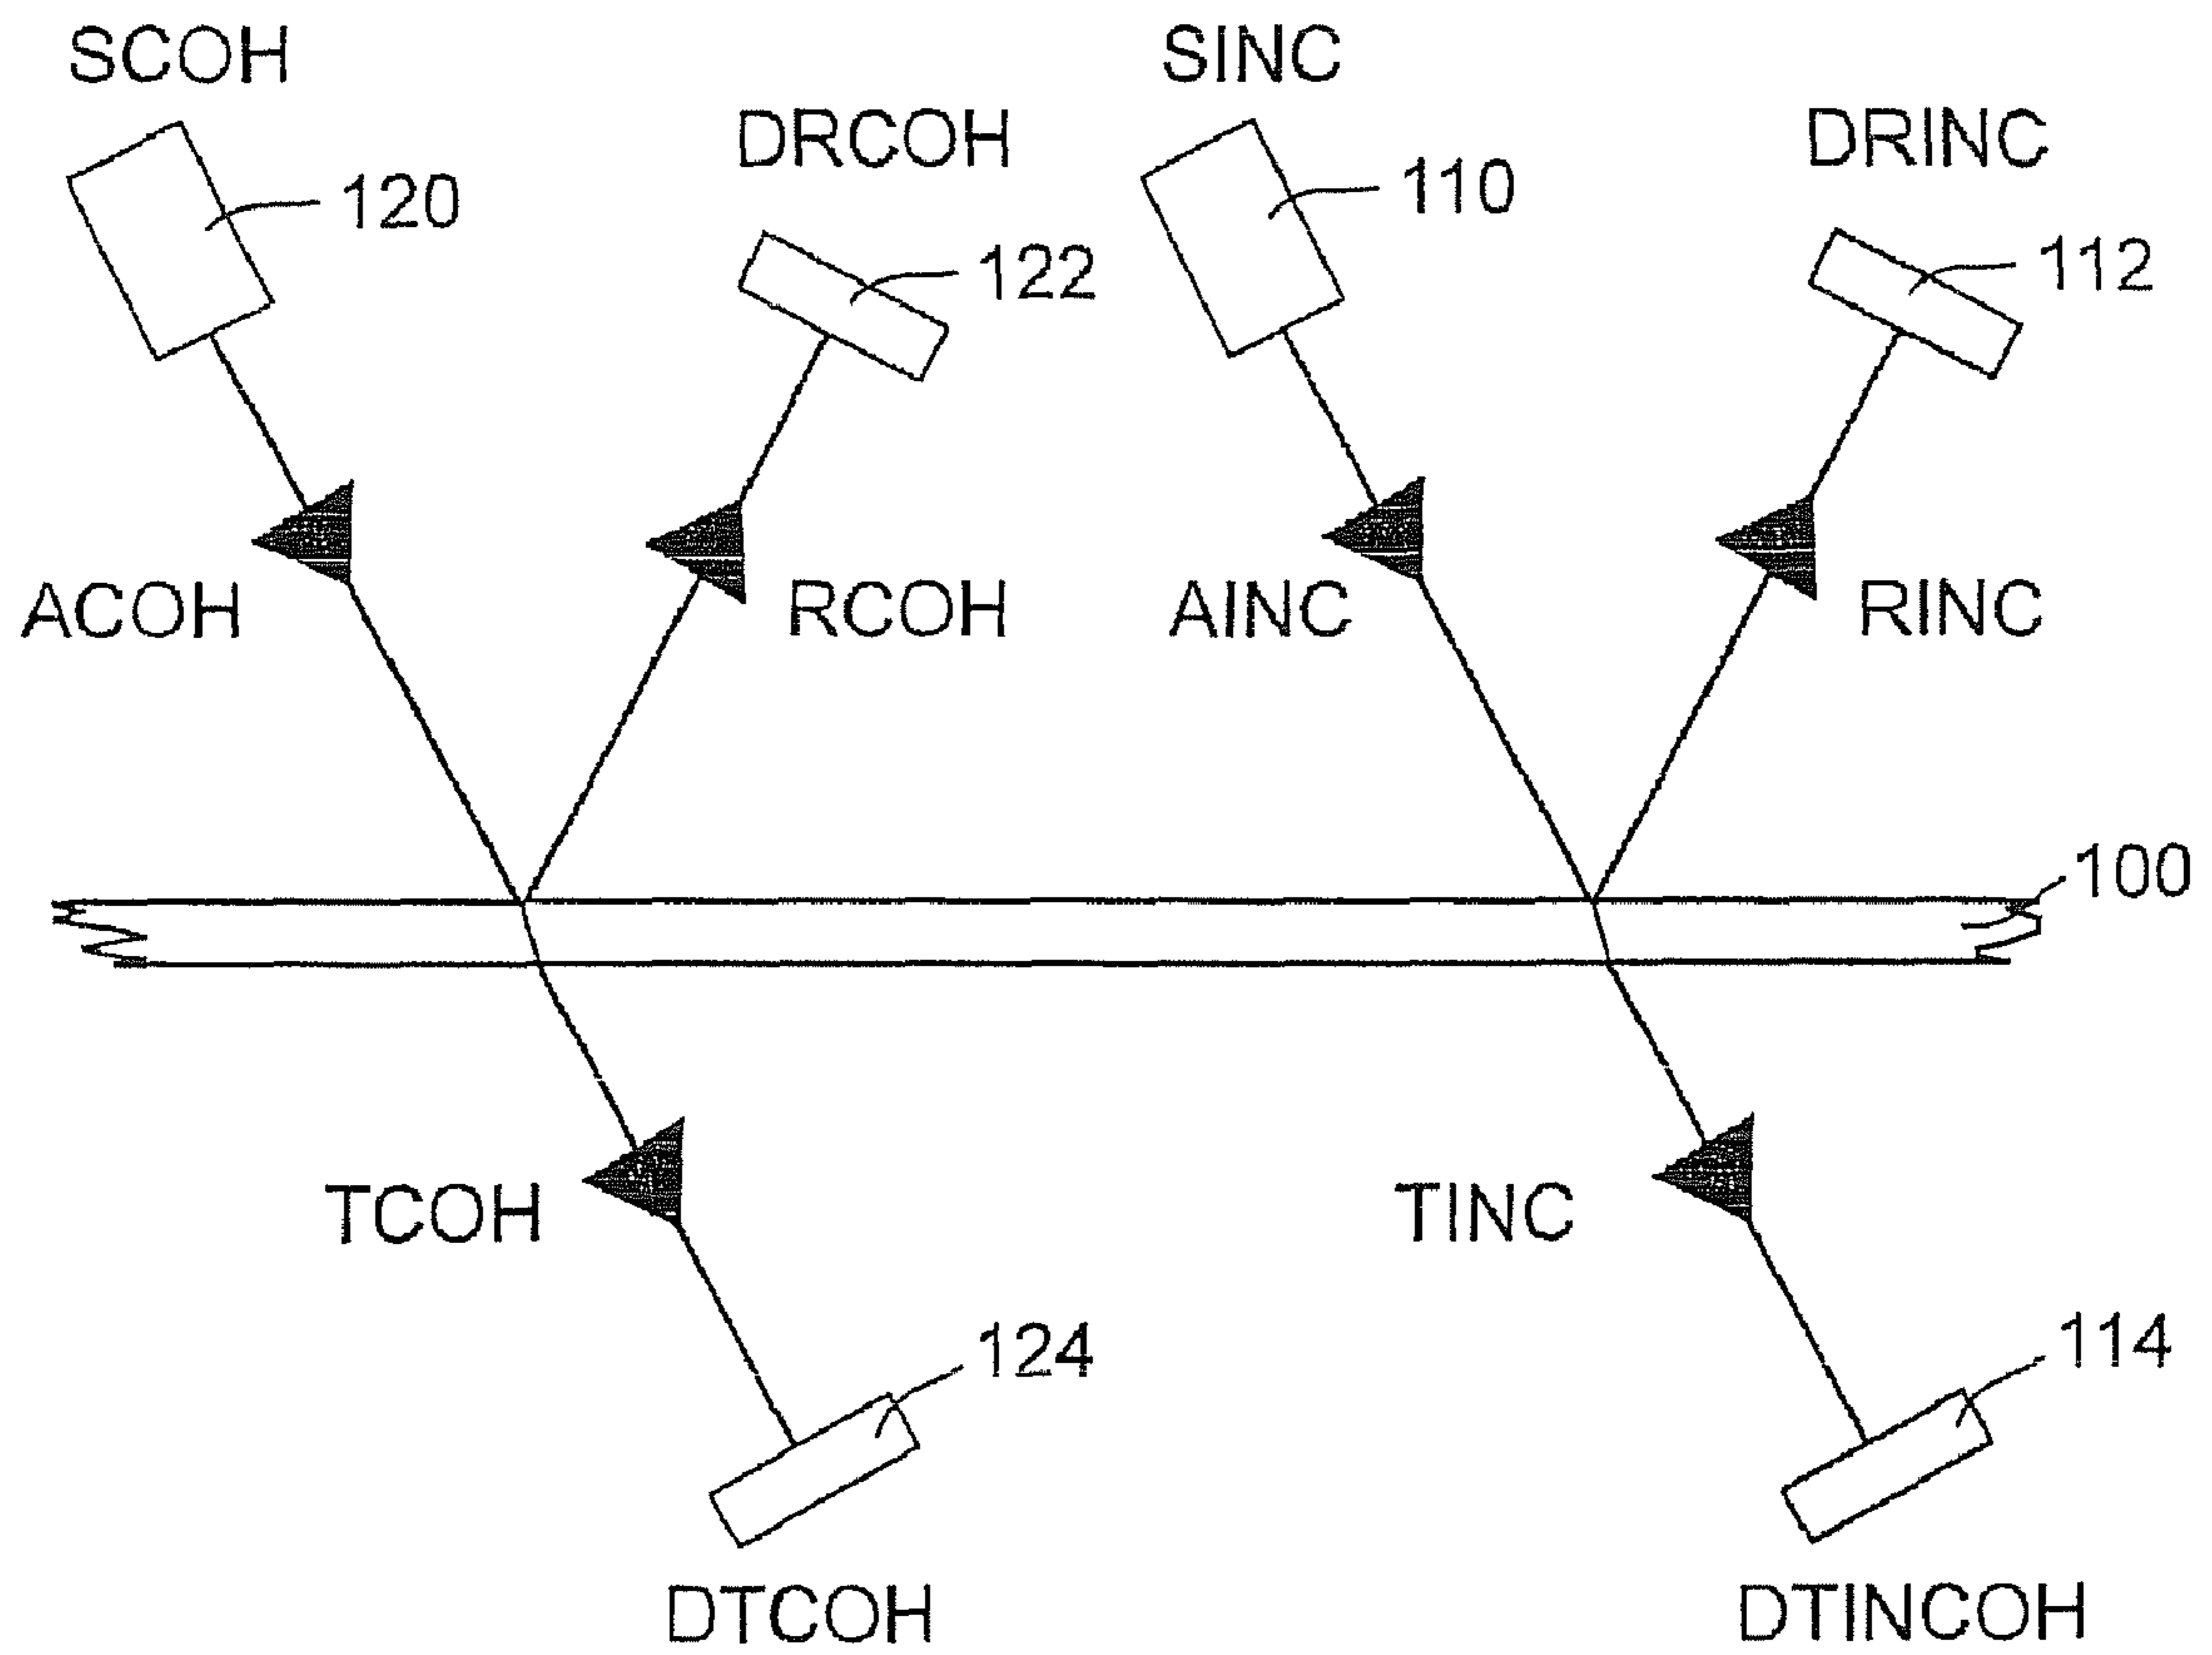 SCOH
SINC
DRCOH
DRINC
120
110
122
112
ACOH
RCOH
AINC
RINC
100
TCOH
TINC
124
114
DTCOH
DTINCOH